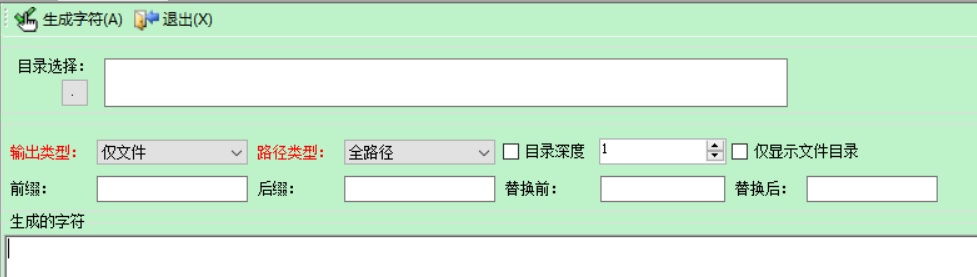 生成字符(A) 退出(X)
目录选择:
.
输出类型: 仅文件 路径类型: 全路径 目录深度 1 仅显示文件目录
前缀: 后缀: 替换前: 替换后:
生成的字符